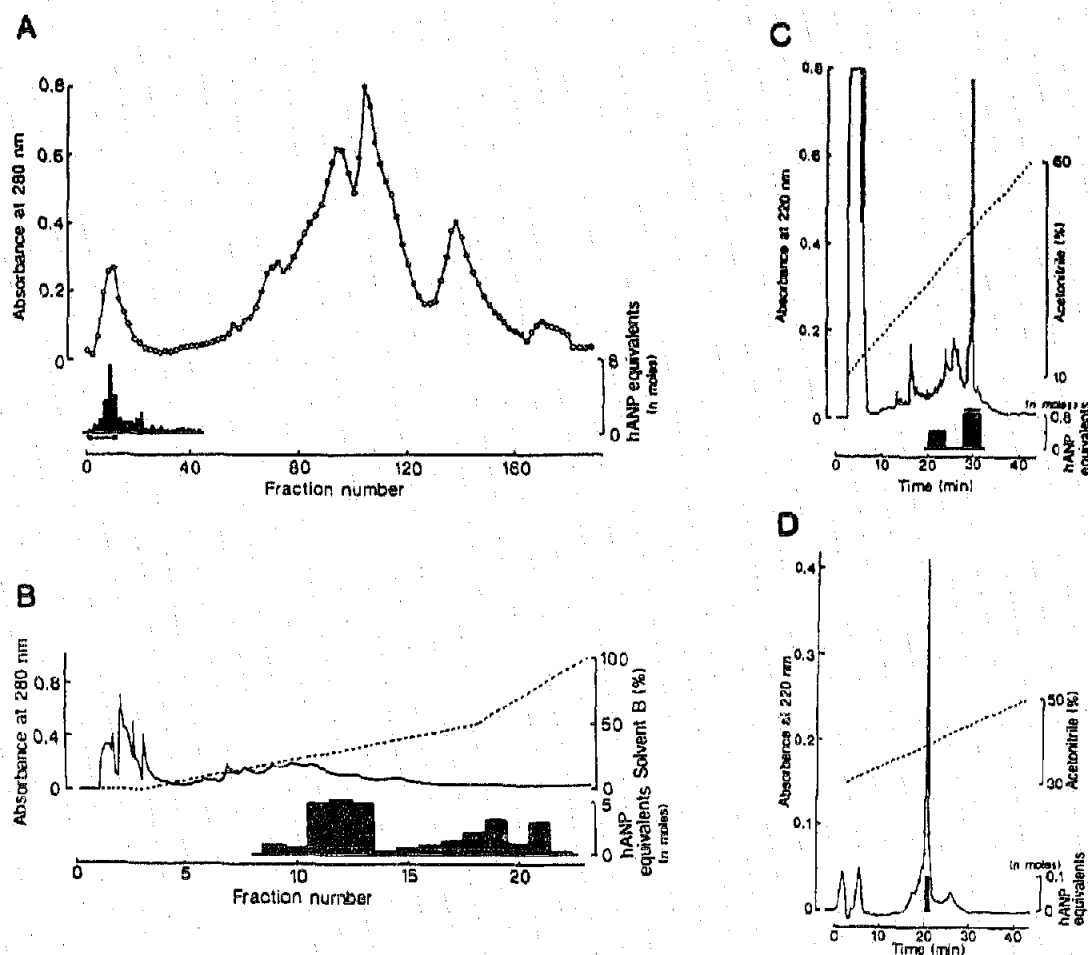 A
Absorbance at 280 nm
0.8
0.6
0.4
0.2
0
8
0
hANP equivalents
(n moles)
0
80
120
160
Fraction number
B
Absorbance at 280 nm
0.8
0.4
0
100
50
0
Solvent B (%)
5
0
hANP equivalents
(n moles)
0
5
10
15
20
Fraction number
C
Absorbance at 220 nm
0.8
0.6
0.4
0.2
0
60
10
Acetonitrile (%)
(n moles)
0.8
0
hANP equivalents
0
10
20
30
40
Time (min)
D
Absorbance at 220 nm
0.4
0.3
0.2
0.1
0
50
30
Acetonitrile (%)
(n moles)
0.1
0
hANP equivalents
0
10
20
30
40
Time (min)